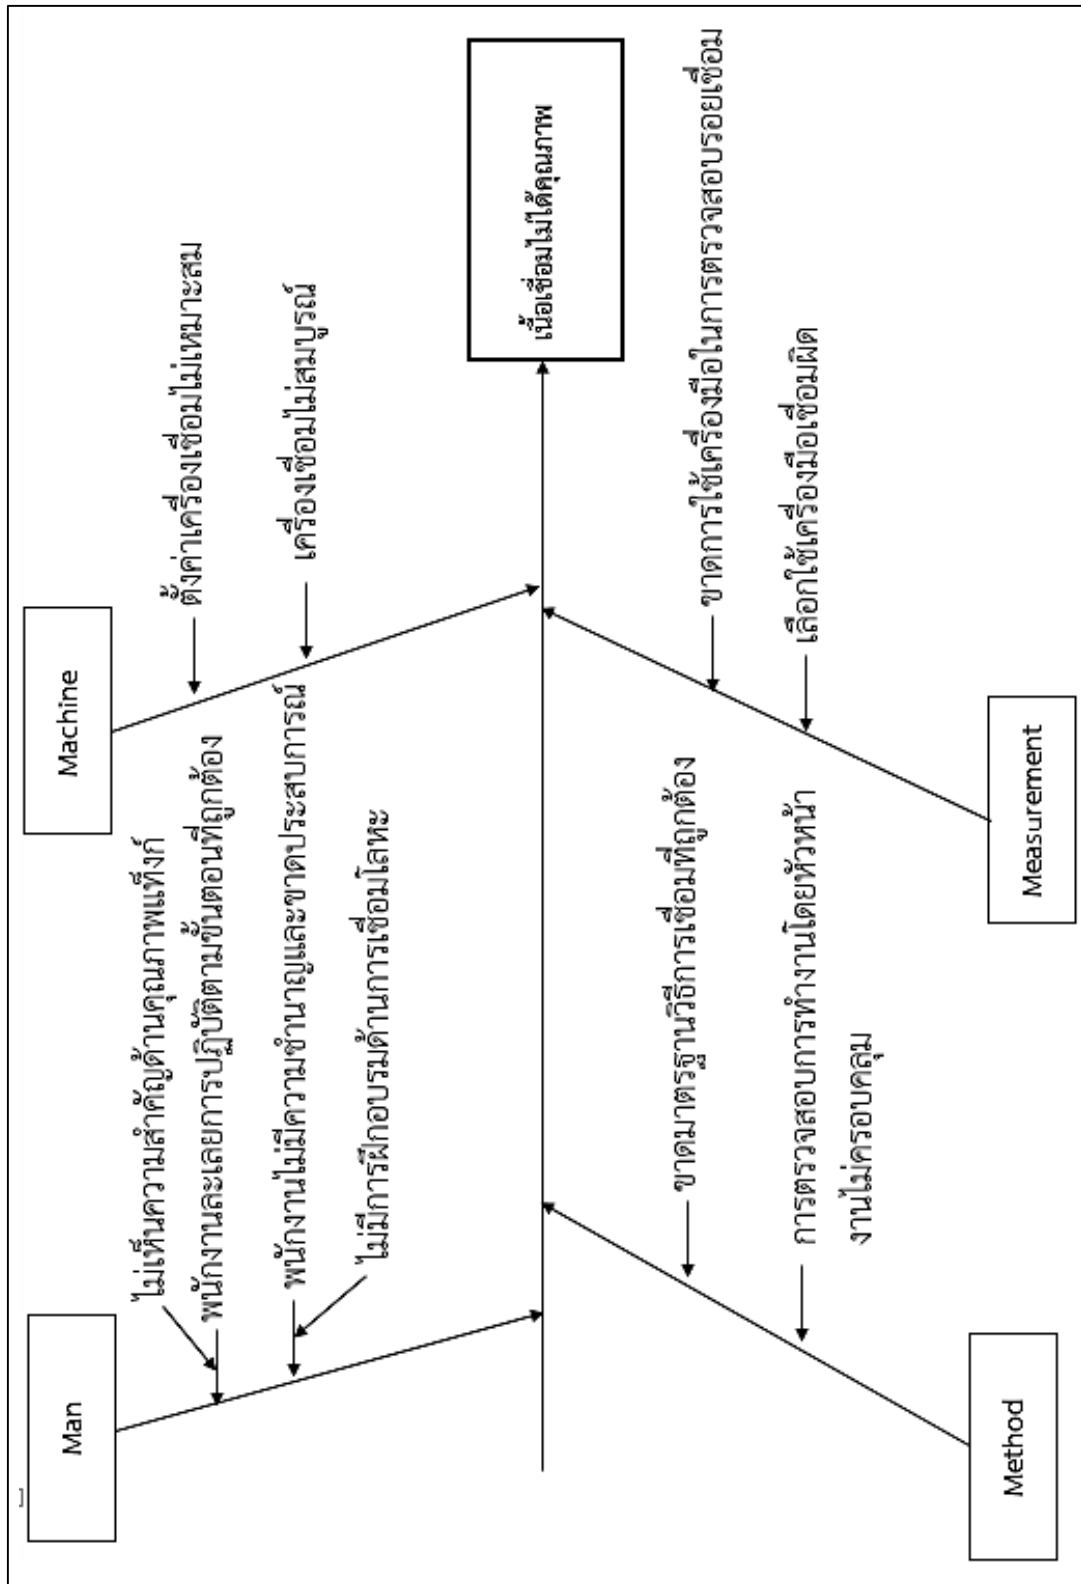 Man
Machine
ไม่เห็นความสำคัญด้านคุณภาพแท็งก์
พนักงานละเลยการปฏิบัติตามขั้นตอนที่ถูกต้อง
พนักงานไม่มีความชำนาญและขาดประสบการณ์
ไม่มีการฝึกอบรมด้านการเชื่อมโลหะ
ตั้งค่าเครื่องเชื่อมไม่เหมาะสม
เครื่องเชื่อมไม่สมบูรณ์
เนื้อเชื่อมไม่ได้คุณภาพ
ขาดมาตรฐานวิธีการเชื่อมที่ถูกต้อง
การตรวจสอบการทำงานโดยหัวหน้า
งานไม่ครอบคลุม
ขาดการใช้เครื่องมือในการตรวจสอบรอยเชื่อม
เลือกใช้เครื่องมือเชื่อมผิด
Method
Measurement